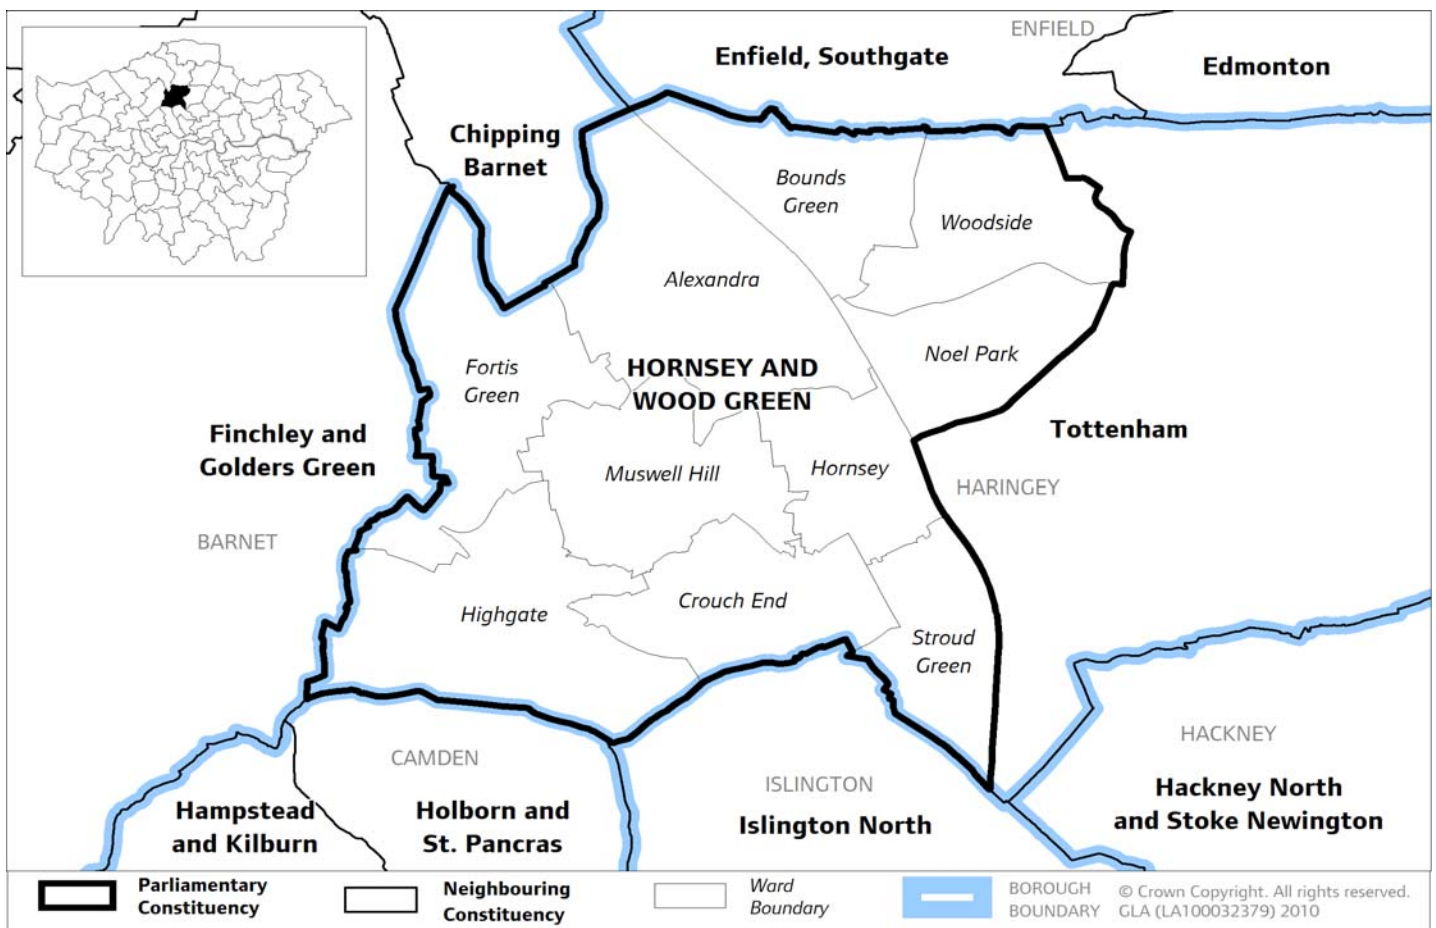 ENFIELD
Enfield, Southgate
Edmonton
Chipping
Barnet
Bounds
Green
Woodside
Alexandra
Noel Park
Fortis
Green
HORNSEY AND
WOOD GREEN
Finchley and
Golders Green
Tottenham
Muswell Hill
Hornsey
HARINGEY
BARNET
Highgate
Crouch End
Stroud
Green
HACKNEY
CAMDEN
ISLINGTON
Hampstead
and Kilburn
Holborn and
St. Pancras
Islington North
Hackney North
and Stoke Newington
Parliamentary
Constituency
Neighbouring
Constituency
Ward
Boundary
BOROUGH
BOUNDARY
© Crown Copyright. All rights reserved.
GLA (LA100032379) 2010